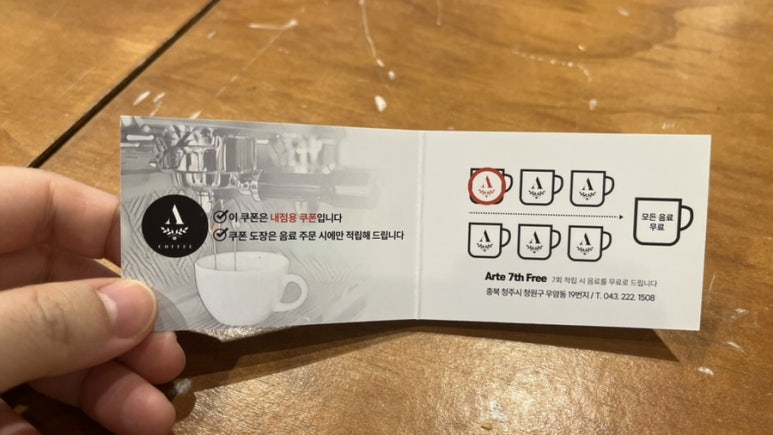 A
COFFEE
이 쿠폰은 내점용 쿠폰입니다
쿠폰 도장은 음료 주문 시에만 적립해 드립니다
A A A
모든 음료
무료
A A A
Arte 7th Free 7회 적립 시 음료를 무료로 드립니다
충북 청주시 청원구 우암동 19번지 / T. 043. 222. 1508